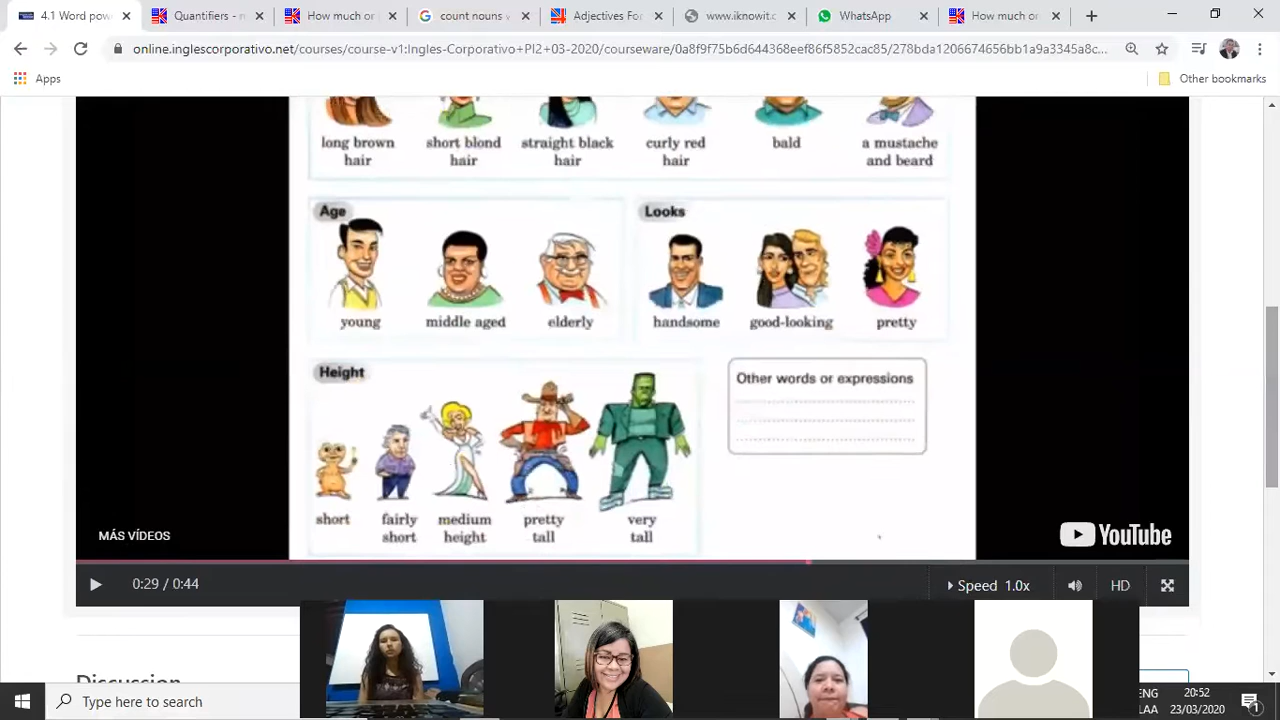 4.1 Word pow
Quantifiers - n
How much or
count nouns v
Adjectives For
www.iknowit.c
WhatsApp
How much or
online.inglescorporativo.net/courses/course-v1:Ingles-Corporativo+PI2+03-2020/courseware/0a8f9f75b6dc44368eef86f5852cac85/278bda1206674656bb1a9a3345a8c...
Apps
Other bookmarks
long brown hair
short blond hair
straight black hair
curly red hair
bald
a mustache and beard
Age
Looks
young
middle aged
elderly
handsome
good-looking
pretty
Height
Other words or expressions
short
fairly short
medium height
pretty tall
very tall
MÁS VÍDEOS
YouTube
0:29 / 0:44
Speed 1.0x
HD
Discussion
Type here to search
ENG
LAA
20:52
23/03/2020